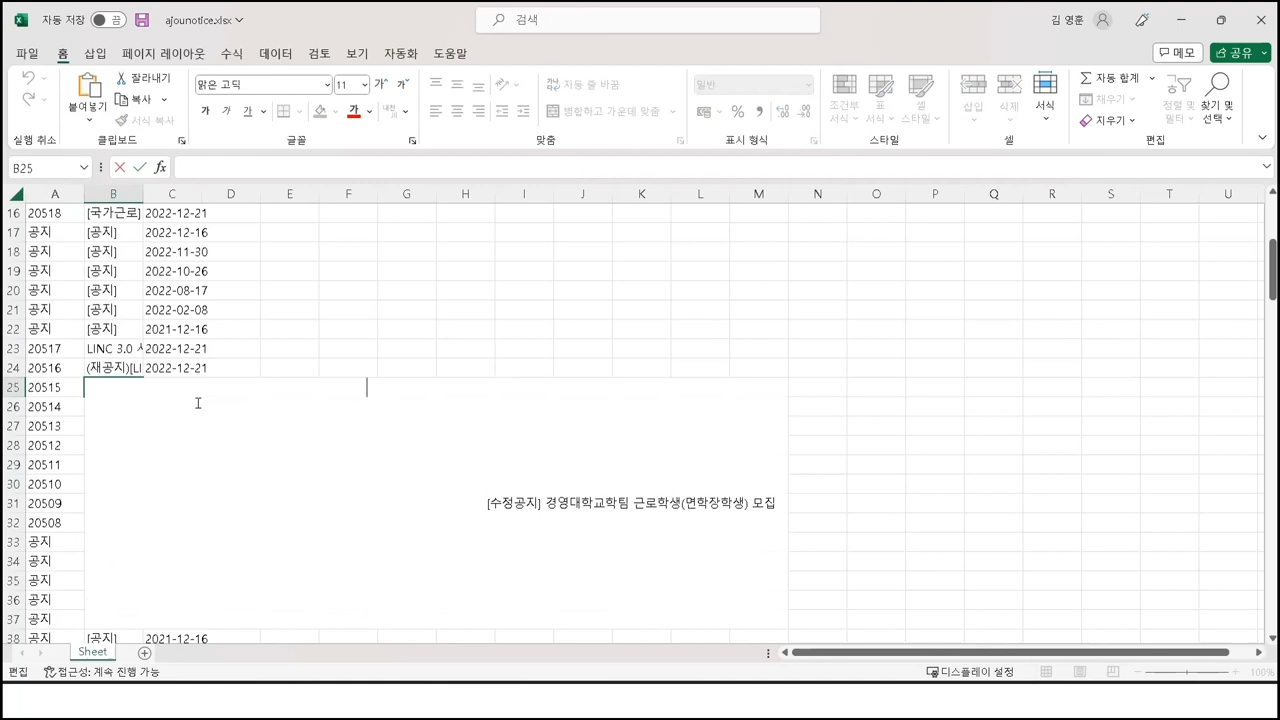 자동 저장 끔 ajounotice.xlsx 검색 김 영훈
파일 홈 삽입 페이지 레이아웃 수식 데이터 검토 보기 자동화 도움말 메모 공유
붙여넣기 잘라내기 복사 서식 복사 맑은 고딕 11 가 가 가 가 가 자동 줄 바꿈 병합하고 가운데 맞춤 일반 % 조건부 서식 표 서식 셀 스타일 삽입 삭제 서식 자동 합계 채우기 지우기 정렬 및 필터 찾기 및 선택
실행 취소 클립보드 글꼴 맞춤 표시 형식 스타일 셀 편집
B25 fx
A B C D E F G H I J K L M N O P Q R S T U
16 20518 [국가근로] 2022-12-21
17 공지 [공지] 2022-12-16
18 공지 [공지] 2022-11-30
19 공지 [공지] 2022-10-26
20 공지 [공지] 2022-08-17
21 공지 [공지] 2022-02-08
22 공지 [공지] 2021-12-16
23 20517 LINC 3.0 2022-12-21
24 20516 (재공지)[LI 2022-12-21
25 20515
26 20514
27 20513
28 20512
29 20511
30 20510
31 20509 [수정공지] 경영대학교학팀 근로학생(면학장학생) 모집
32 20508
33 공지
34 공지
35 공지
36 공지
37 공지
38 공지 [공지] 2021-12-16
Sheet
편집 접근성: 계속 진행 가능 디스플레이 설정 100%